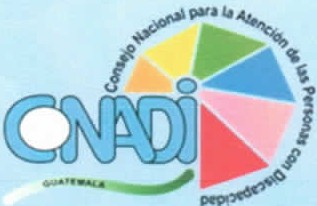 Consejo Nacional para la Atención de las Personas con Discapacidad
CONADI
GUATEMALA